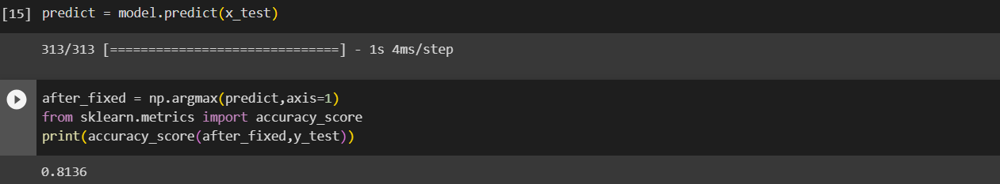 [15] predict = model.predict(x_test)
313/313 [==============================] - 1s 4ms/step
after_fixed = np.argmax(predict,axis=1)
from sklearn.metrics import accuracy_score
print(accuracy_score(after_fixed,y_test))
0.8136